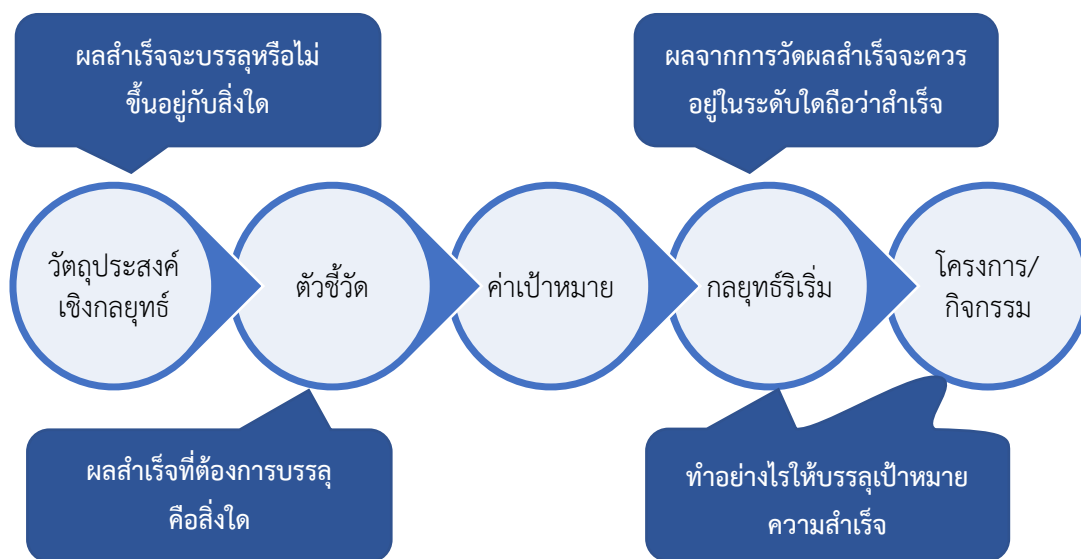 ผลสำเร็จจะบรรลุหรือไม่
ขึ้นอยู่กับสิ่งใด
ผลจากการวัดผลสำเร็จจะควร
อยู่ในระดับใดถือว่าสำเร็จ
วัตถุประสงค์
เชิงกลยุทธ์
ตัวชี้วัด
ค่าเป้าหมาย
กลยุทธ์ริเริ่ม
โครงการ/
กิจกรรม
ผลสำเร็จที่ต้องการบรรลุ
คือสิ่งใด
ทำอย่างไรให้บรรลุเป้าหมาย
ความสำเร็จ